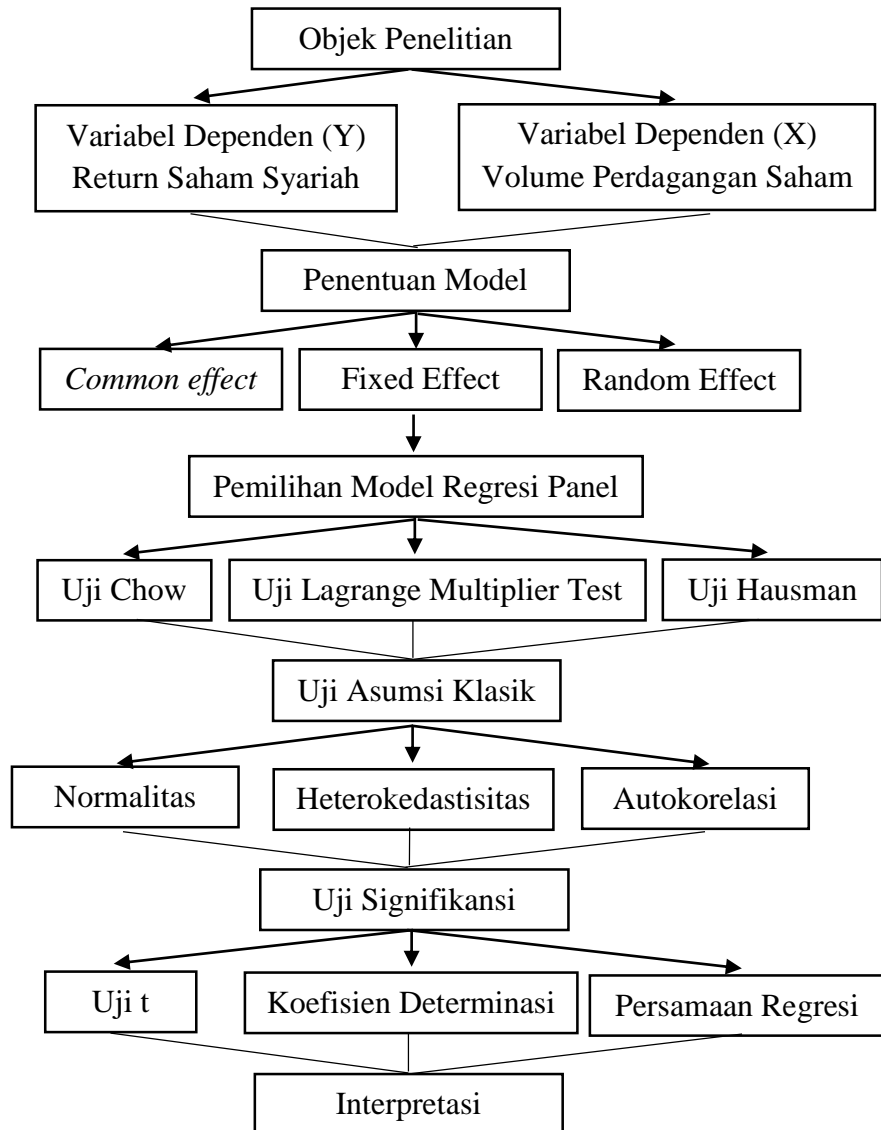 Objek Penelitian
Variabel Dependen (Y)
Return Saham Syariah
Variabel Dependen (X)
Volume Perdagangan Saham
Penentuan Model
Common effect
Fixed Effect
Random Effect
Pemilihan Model Regresi Panel
Uji Chow
Uji Lagrange Multiplier Test
Uji Hausman
Uji Asumsi Klasik
Normalitas
Heterokedastisitas
Autokorelasi
Uji Signifikansi
Uji t
Koefisien Determinasi
Persamaan Regresi
Interpretasi